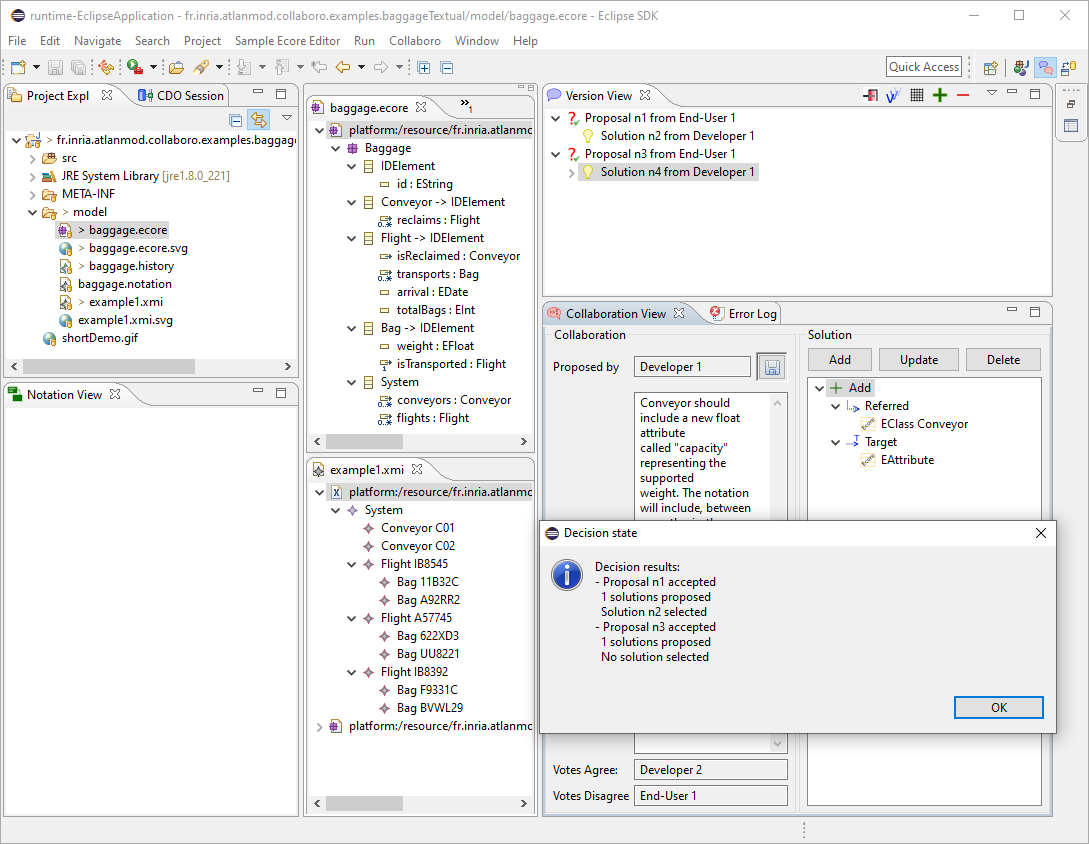 runtime-EclipseApplication - fr.inria.atlanmod.collaboro.examples.baggageTextual/model/baggage.ecore - Eclipse SDK
File Edit Navigate Search Project Sample Ecore Editor Run Collaboro Window Help
Quick Access
Project Expl CDO Session
> fr.inria.atlanmod.collaboro.examples.baggage
src
JRE System Library [jre1.8.0_221]
META-INF
> model
> baggage.ecore
> baggage.ecore.svg
> baggage.history
baggage.notation
> example1.xmi
example1.xmi.svg
shortDemo.gif
Notation View
baggage.ecore »1
platform:/resource/fr.inria.atlanmo
Baggage
IDElement
id : EString
Conveyor -> IDElement
reclaims : Flight
Flight -> IDElement
isReclaimed : Conveyor
transports : Bag
arrival : EDate
totalBags : EInt
Bag -> IDElement
weight : EFloat
isTransported : Flight
System
conveyors : Conveyor
flights : Flight
example1.xmi
platform:/resource/fr.inria.atlanmo
System
Conveyor C01
Conveyor C02
Flight IB8545
Bag 11B32C
Bag A92RR2
Flight A57745
Bag 622XD3
Bag UU8221
Flight IB8392
Bag F9331C
Bag BVWL29
platform:/resource/fr.inria.atlanmo
Version View
Proposal n1 from End-User 1
Solution n2 from Developer 1
Proposal n3 from End-User 1
Solution n4 from Developer 1
Collaboration View Error Log
Collaboration
Proposed by Developer 1
Conveyor should
include a new float
attribute
called "capacity"
representing the
supported
weight. The notation
will include, between
Solution
Add Update Delete
Add
Referred
EClass Conveyor
Target
EAttribute
Decision state
Decision results:
- Proposal n1 accepted
1 solutions proposed
Solution n2 selected
- Proposal n3 accepted
1 solutions proposed
No solution selected
OK
Votes Agree: Developer 2
Votes Disagree End-User 1